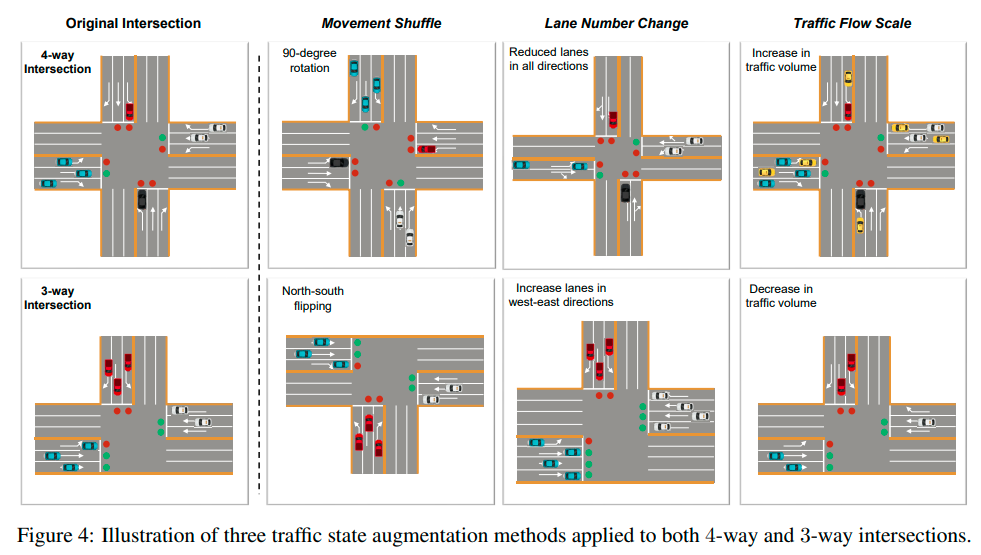 Original Intersection
Movement Shuffle
Lane Number Change
Traffic Flow Scale
4-way
Intersection
90-degree
rotation
Reduced lanes
in all directions
Increase in
traffic volume
3-way
Intersection
North-south
flipping
Increase lanes in
west-east directions
Decrease in
traffic volume
Figure 4: Illustration of three traffic state augmentation methods applied to both 4-way and 3-way intersections.